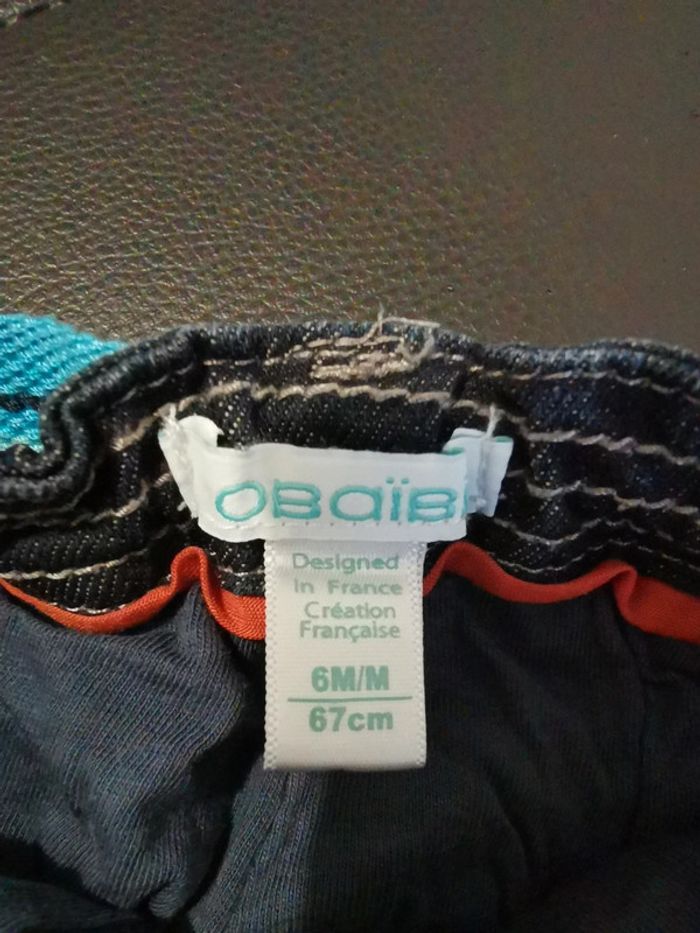 OBAÏBI
Designed
in France
Création
Française
6M/M
67cm